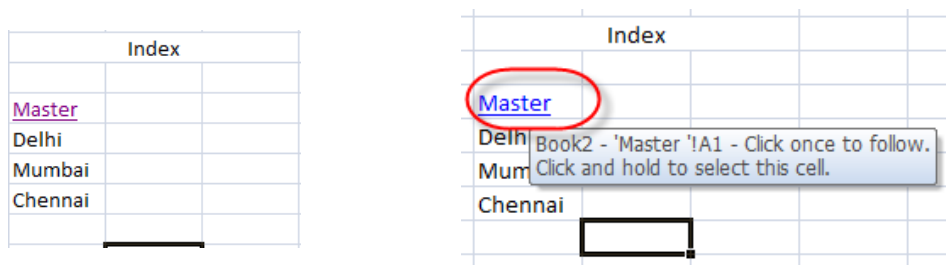 Index
Master
Delhi
Mumbai
Chennai
Index
Master
Delh
Book2 - 'Master '!A1 - Click once to follow.
Mum
Click and hold to select this cell.
Chennai